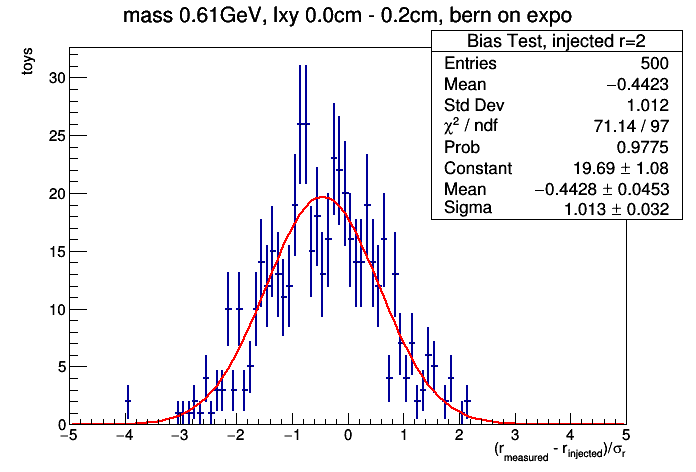 mass 0.61GeV, lxy 0.0cm - 0.2cm, bern on expo
Bias Test, injected r=2
Entries 500
Mean −0.4423
Std Dev 1.012
χ² / ndf 71.14 / 97
Prob 0.9775
Constant 19.69 ± 1.08
Mean −0.4428 ± 0.0453
Sigma 1.013 ± 0.032
toys
30
25
20
15
10
5
0
−5 −4 −3 −2 −1 0 1 2 3 4 5
(r_measured - r_injected)/σ_r